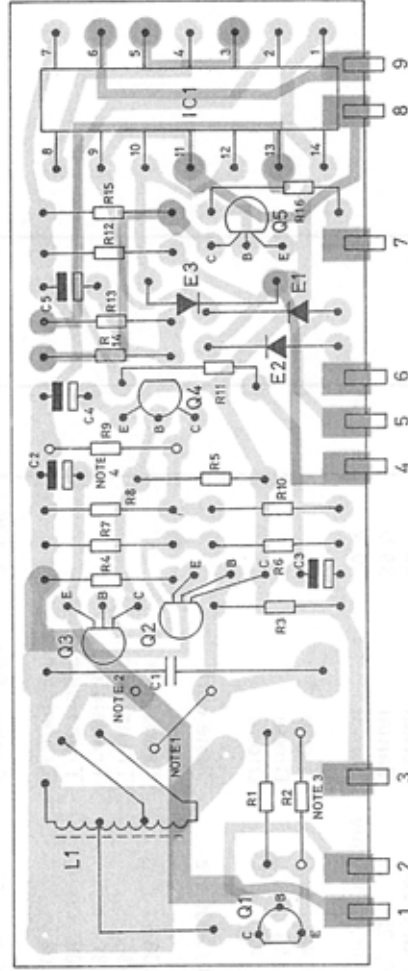 7
6
5
4
3
2
1
IC1
8
9
10
11
12
13
14
9
8
R15
R12
R16
Q5
C
B
E
7
C5
E3
E1
R13
R
14
E2
6
C4
R11
Q4
E
B
C
5
R9
NOTE
4
C2
4
R8
R5
R10
R7
R6
R4
C3
E
B
C
Q3
E
B
C
Q2
R3
C1
NOTE 2
NOTE 1
3
L1
R1
R2
NOTE 3
2
Q1
C
B
E
1